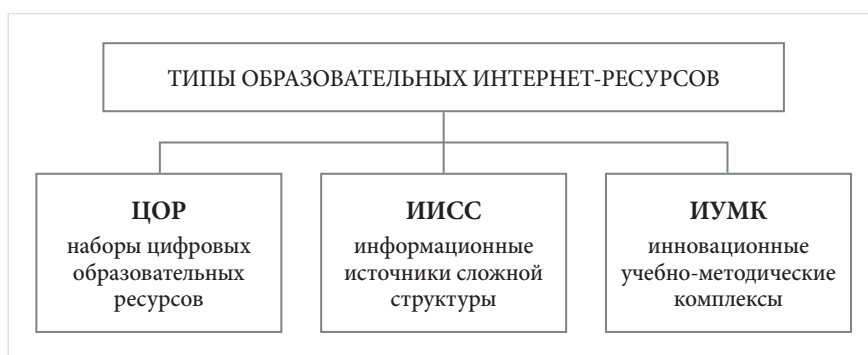 ТИПЫ ОБРАЗОВАТЕЛЬНЫХ ИНТЕРНЕТ-РЕСУРСОВ
ЦОР
наборы цифровых
образовательных
ресурсов
ИИСС
информационные
источники сложной
структуры
ИУМК
инновационные
учебно-методические
комплексы